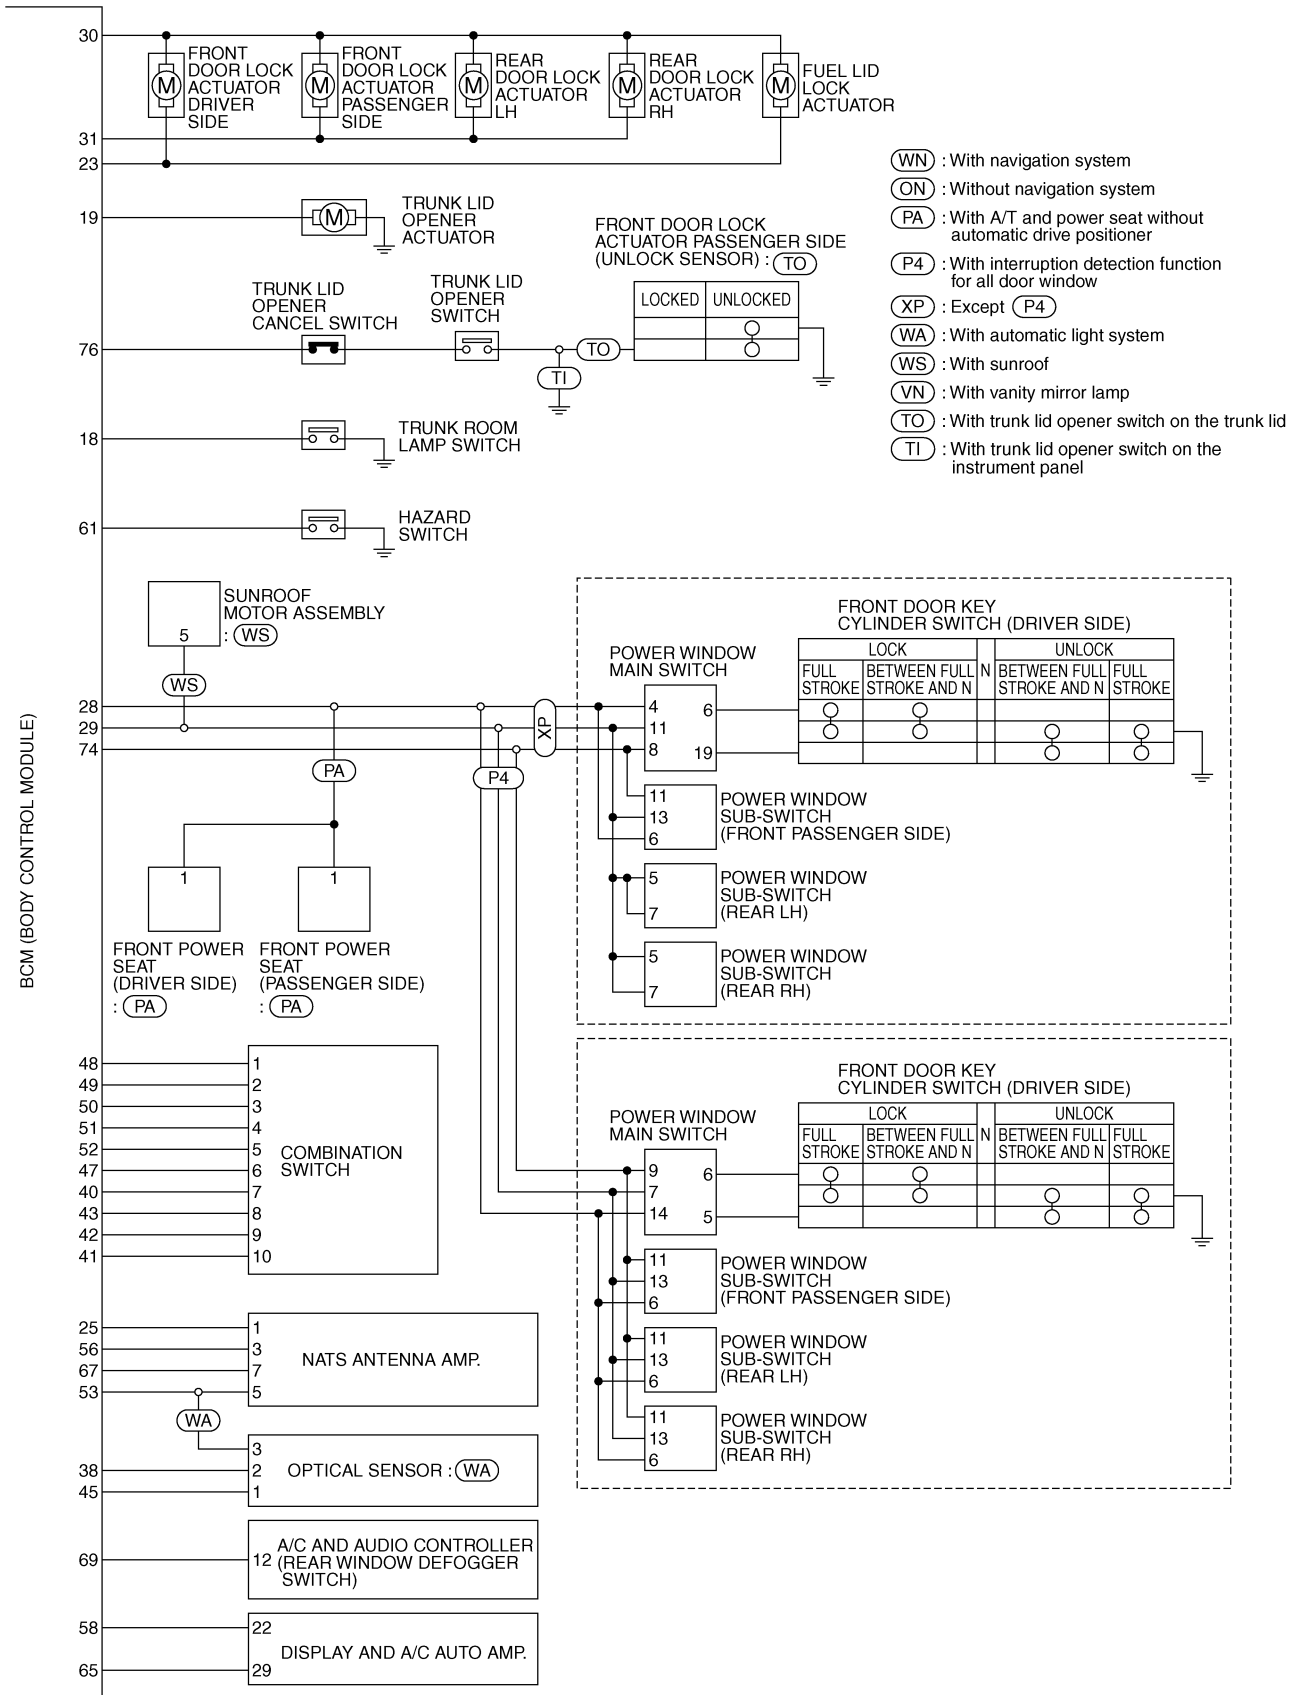 30
M
FRONT
DOOR LOCK
ACTUATOR
DRIVER
SIDE
M
FRONT
DOOR LOCK
ACTUATOR
PASSENGER
SIDE
M
REAR
DOOR LOCK
ACTUATOR
LH
M
REAR
DOOR LOCK
ACTUATOR
RH
M
FUEL LID
LOCK
ACTUATOR
31
23
WN : With navigation system
ON : Without navigation system
PA : With A/T and power seat without
automatic drive positioner
P4 : With interruption detection function
for all door window
XP : Except P4
WA : With automatic light system
WS : With sunroof
VN : With vanity mirror lamp
TO : With trunk lid opener switch on the trunk lid
TI : With trunk lid opener switch on the
instrument panel
19
M
TRUNK LID
OPENER
ACTUATOR
FRONT DOOR LOCK
ACTUATOR PASSENGER SIDE
(UNLOCK SENSOR) : TO
LOCKED UNLOCKED
TRUNK LID
OPENER
CANCEL SWITCH
TRUNK LID
OPENER
SWITCH
76
TO
TI
18
TRUNK ROOM
LAMP SWITCH
61
HAZARD
SWITCH
SUNROOF
MOTOR ASSEMBLY
: WS
5
WS
28
29
74
PA
P4
XP
1
1
FRONT POWER
SEAT
(DRIVER SIDE)
: PA
FRONT POWER
SEAT
(PASSENGER SIDE)
: PA
BCM (BODY CONTROL MODULE)
FRONT DOOR KEY
CYLINDER SWITCH (DRIVER SIDE)
LOCK N UNLOCK
FULL
STROKE
BETWEEN FULL
STROKE AND N
BETWEEN FULL
STROKE AND N
FULL
STROKE
POWER WINDOW
MAIN SWITCH
4 6
11
8 19
11
13
6
POWER WINDOW
SUB-SWITCH
(FRONT PASSENGER SIDE)
5
7
POWER WINDOW
SUB-SWITCH
(REAR LH)
5
7
POWER WINDOW
SUB-SWITCH
(REAR RH)
FRONT DOOR KEY
CYLINDER SWITCH (DRIVER SIDE)
LOCK N UNLOCK
FULL
STROKE
BETWEEN FULL
STROKE AND N
BETWEEN FULL
STROKE AND N
FULL
STROKE
POWER WINDOW
MAIN SWITCH
9 6
7
14 5
11
13
6
POWER WINDOW
SUB-SWITCH
(FRONT PASSENGER SIDE)
11
13
6
POWER WINDOW
SUB-SWITCH
(REAR LH)
11
13
6
POWER WINDOW
SUB-SWITCH
(REAR RH)
48 1
49 2
50 3
51 4
52 5
47 6
40 7
43 8
42 9
41 10
COMBINATION
SWITCH
25 1
56 3
67 7
53 5
NATS ANTENNA AMP.
WA
3
38 2
45 1
OPTICAL SENSOR : WA
69 12
A/C AND AUDIO CONTROLLER
(REAR WINDOW DEFOGGER
SWITCH)
58 22
65 29
DISPLAY AND A/C AUTO AMP.